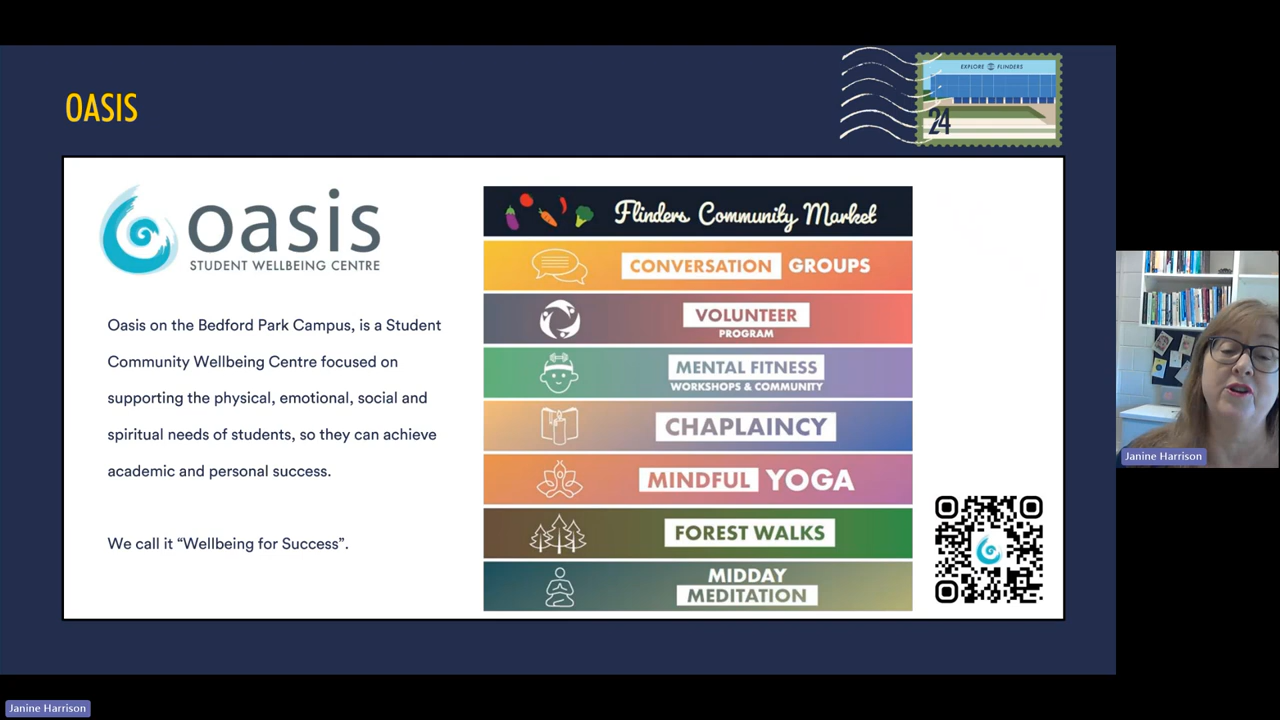 OASIS
EXPLORE FLINDERS
24
oasis
STUDENT WELLBEING CENTRE
Oasis on the Bedford Park Campus, is a Student
Community Wellbeing Centre focused on
supporting the physical, emotional, social and
spiritual needs of students, so they can achieve
academic and personal success.
We call it “Wellbeing for Success”.
Flinders Community Market
CONVERSATION GROUPS
VOLUNTEER
PROGRAM
MENTAL FITNESS
WORKSHOPS & COMMUNITY
CHAPLAINCY
MINDFUL YOGA
FOREST WALKS
MIDDAY
MEDITATION
Janine Harrison
Janine Harrison